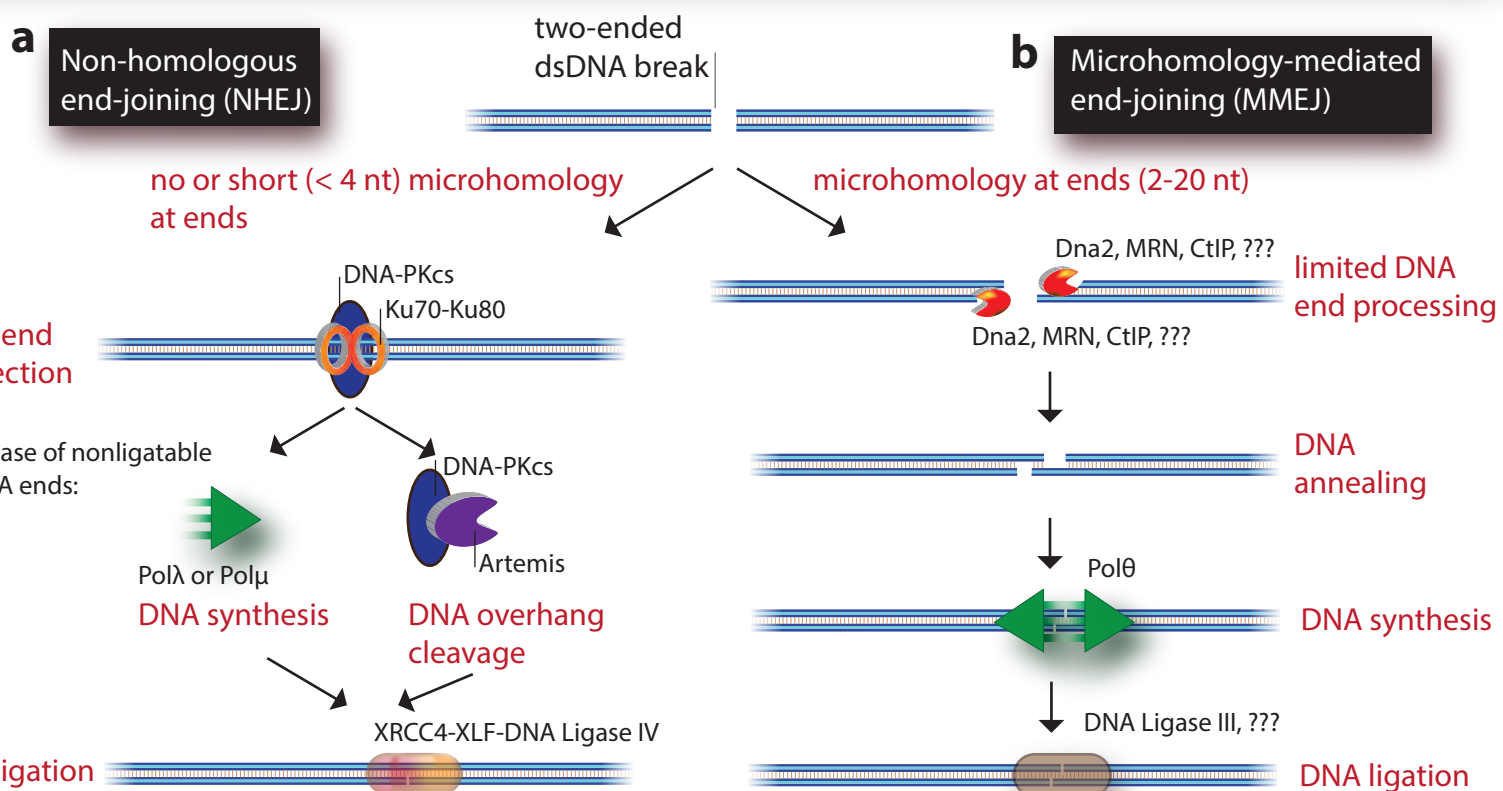 a
Non-homologous
end-joining (NHEJ)
two-ended
dsDNA break
b
Microhomology-mediated
end-joining (MMEJ)
no or short (< 4 nt) microhomology
at ends
microhomology at ends (2-20 nt)
DNA-PKcs
Ku70-Ku80
end
ection
ase of nonligatable
A ends:
DNA-PKcs
Artemis
Polλ or Polμ
DNA synthesis
DNA overhang
cleavage
XRCC4-XLF-DNA Ligase IV
igation
Dna2, MRN, CtIP, ???
limited DNA
end processing
Dna2, MRN, CtIP, ???
DNA
annealing
Polθ
DNA synthesis
DNA Ligase III, ???
DNA ligation